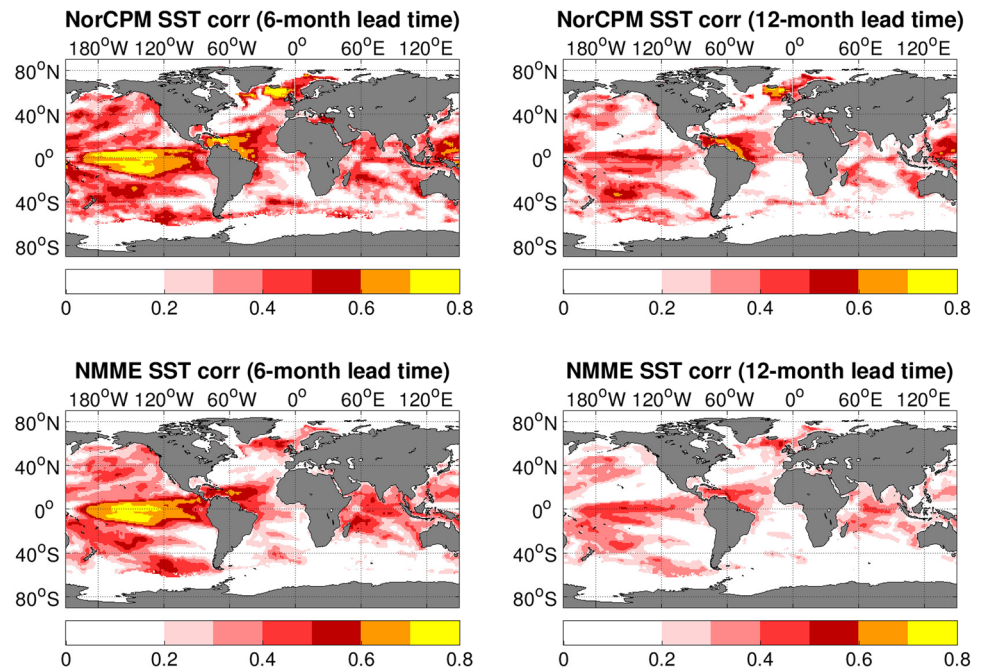 NorCPM SST corr (6-month lead time)
180°W 120°W 60°W 0° 60°E 120°E
80°N
40°N
0°
40°S
80°S
0 0.2 0.4 0.6 0.8
NorCPM SST corr (12-month lead time)
180°W 120°W 60°W 0° 60°E 120°E
80°N
40°N
0°
40°S
80°S
0 0.2 0.4 0.6 0.8
NMME SST corr (6-month lead time)
180°W 120°W 60°W 0° 60°E 120°E
80°N
40°N
0°
40°S
80°S
0 0.2 0.4 0.6 0.8
NMME SST corr (12-month lead time)
180°W 120°W 60°W 0° 60°E 120°E
80°N
40°N
0°
40°S
80°S
0 0.2 0.4 0.6 0.8